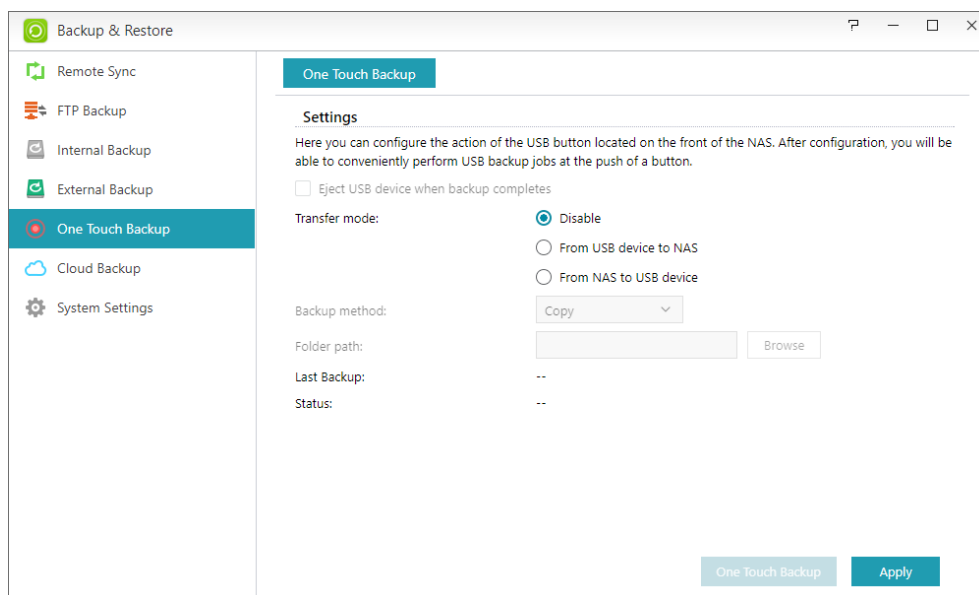 Backup & Restore
Remote Sync
FTP Backup
Internal Backup
External Backup
One Touch Backup
Cloud Backup
System Settings
One Touch Backup
Settings
Here you can configure the action of the USB button located on the front of the NAS. After configuration, you will be
able to conveniently perform USB backup jobs at the push of a button.
Eject USB device when backup completes
Transfer mode:
Disable
From USB device to NAS
From NAS to USB device
Backup method:
Copy
Folder path:
Browse
Last Backup:
--
Status:
--
One Touch Backup
Apply